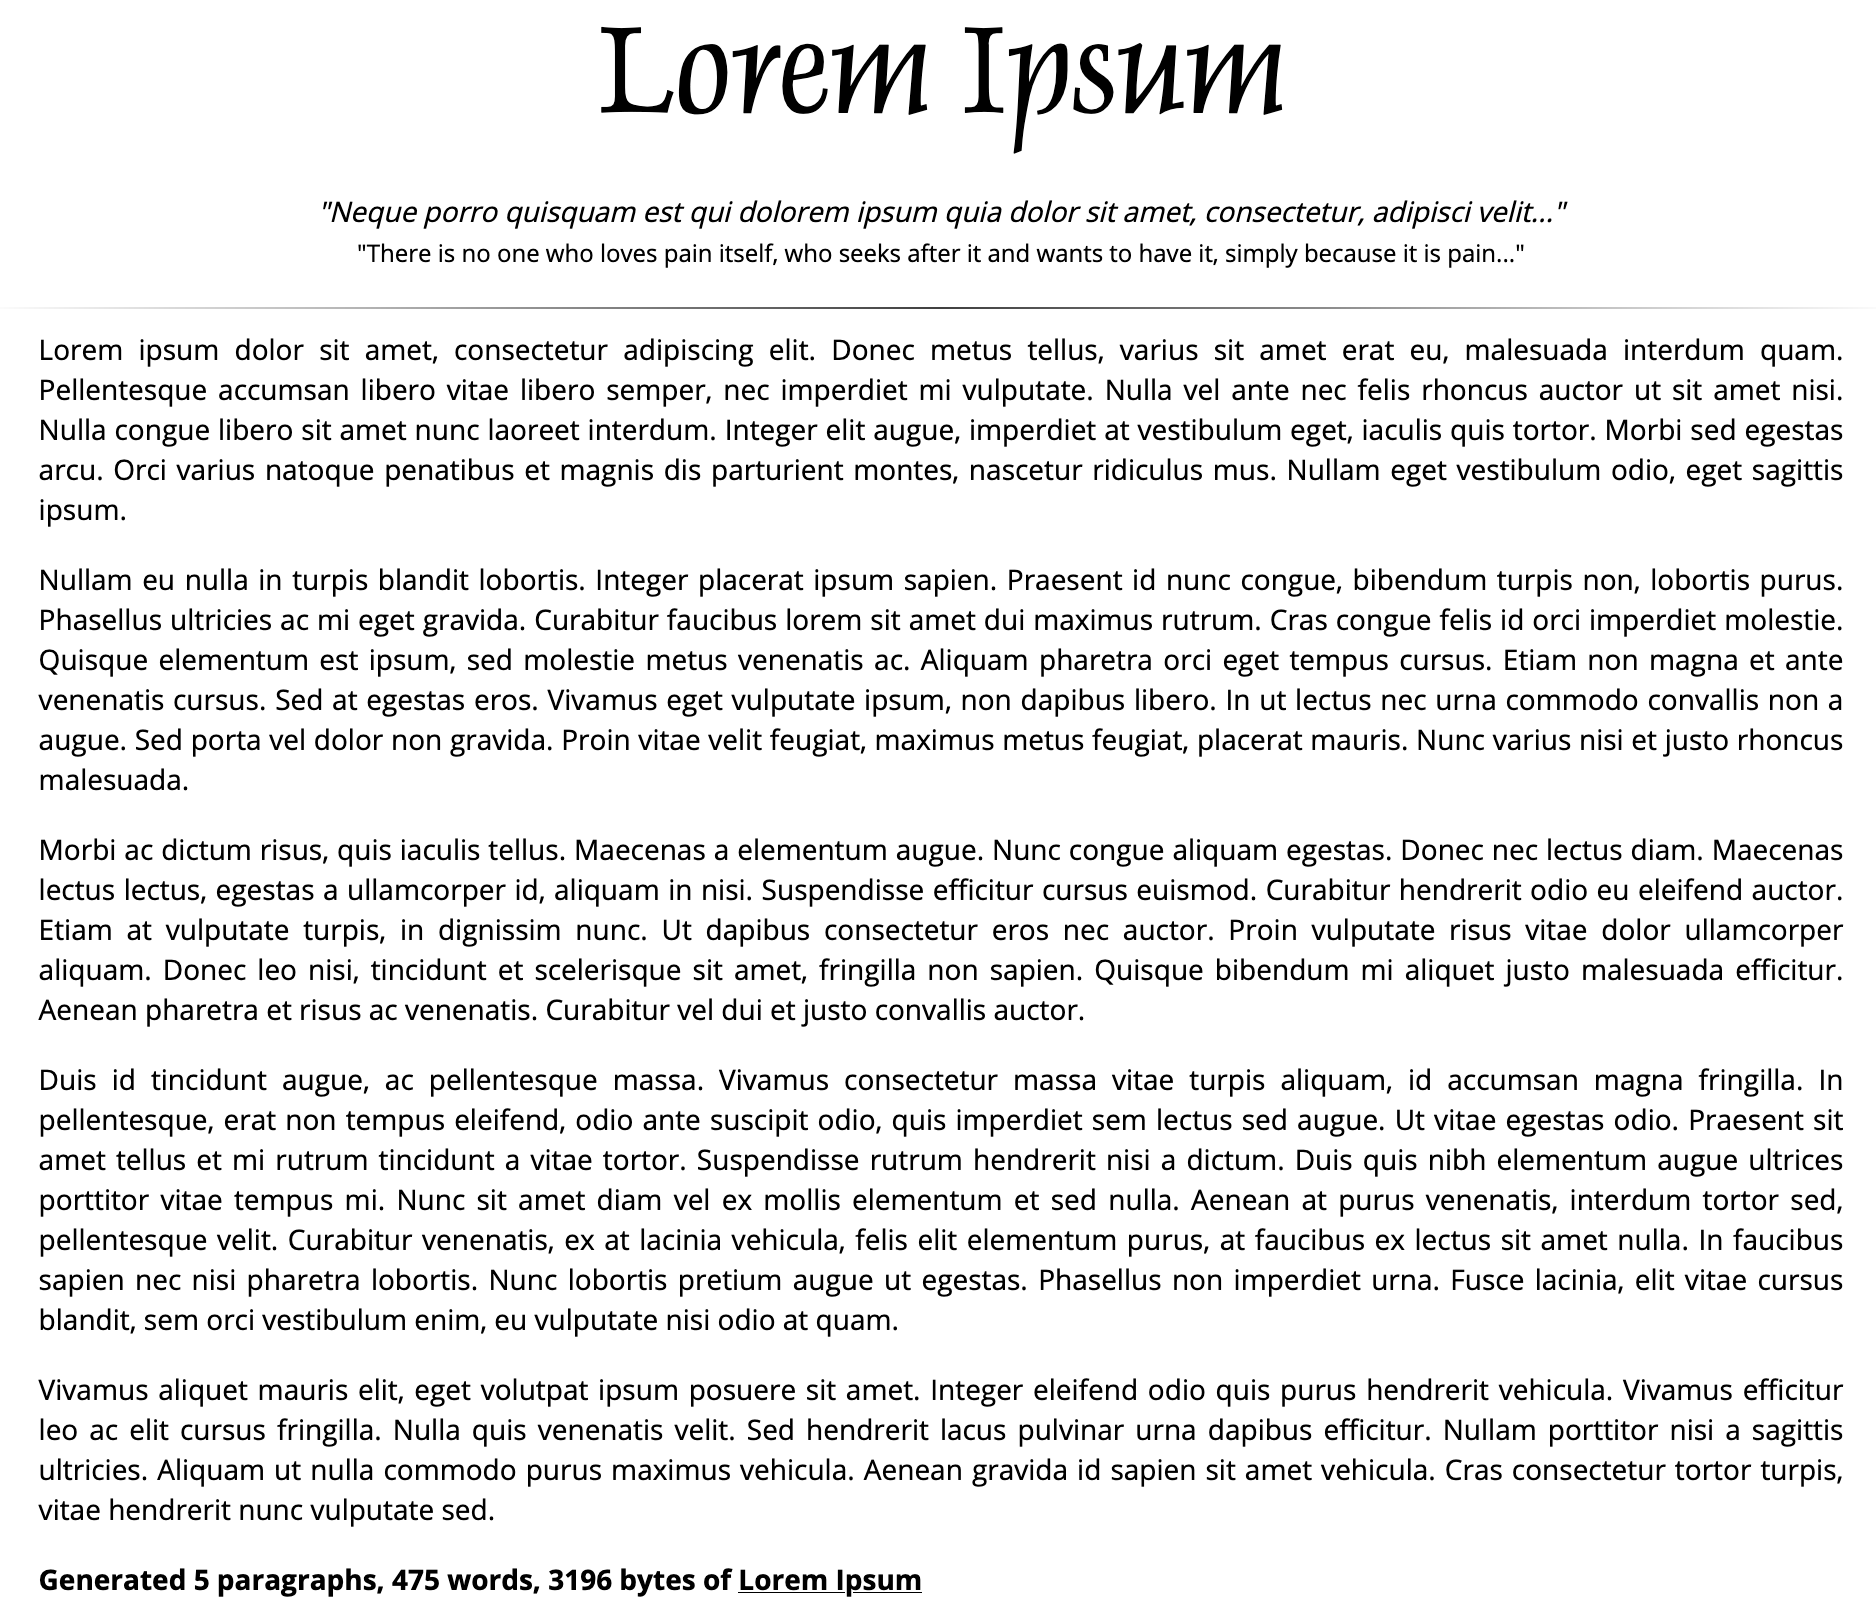 Lorem Ipsum
"Neque porro quisquam est qui dolorem ipsum quia dolor sit amet, consectetur, adipisci velit..."
"There is no one who loves pain itself, who seeks after it and wants to have it, simply because it is pain..."
Lorem ipsum dolor sit amet, consectetur adipiscing elit. Donec metus tellus, varius sit amet erat eu, malesuada interdum quam.
Pellentesque accumsan libero vitae libero semper, nec imperdiet mi vulputate. Nulla vel ante nec felis rhoncus auctor ut sit amet nisi.
Nulla congue libero sit amet nunc laoreet interdum. Integer elit augue, imperdiet at vestibulum eget, iaculis quis tortor. Morbi sed egestas
arcu. Orci varius natoque penatibus et magnis dis parturient montes, nascetur ridiculus mus. Nullam eget vestibulum odio, eget sagittis
ipsum.
Nullam eu nulla in turpis blandit lobortis. Integer placerat ipsum sapien. Praesent id nunc congue, bibendum turpis non, lobortis purus.
Phasellus ultricies ac mi eget gravida. Curabitur faucibus lorem sit amet dui maximus rutrum. Cras congue felis id orci imperdiet molestie.
Quisque elementum est ipsum, sed molestie metus venenatis ac. Aliquam pharetra orci eget tempus cursus. Etiam non magna et ante
venenatis cursus. Sed at egestas eros. Vivamus eget vulputate ipsum, non dapibus libero. In ut lectus nec urna commodo convallis non a
augue. Sed porta vel dolor non gravida. Proin vitae velit feugiat, maximus metus feugiat, placerat mauris. Nunc varius nisi et justo rhoncus
malesuada.
Morbi ac dictum risus, quis iaculis tellus. Maecenas a elementum augue. Nunc congue aliquam egestas. Donec nec lectus diam. Maecenas
lectus lectus, egestas a ullamcorper id, aliquam in nisi. Suspendisse efficitur cursus euismod. Curabitur hendrerit odio eu eleifend auctor.
Etiam at vulputate turpis, in dignissim nunc. Ut dapibus consectetur eros nec auctor. Proin vulputate risus vitae dolor ullamcorper
aliquam. Donec leo nisi, tincidunt et scelerisque sit amet, fringilla non sapien. Quisque bibendum mi aliquet justo malesuada efficitur.
Aenean pharetra et risus ac venenatis. Curabitur vel dui et justo convallis auctor.
Duis id tincidunt augue, ac pellentesque massa. Vivamus consectetur massa vitae turpis aliquam, id accumsan magna fringilla. In
pellentesque, erat non tempus eleifend, odio ante suscipit odio, quis imperdiet sem lectus sed augue. Ut vitae egestas odio. Praesent sit
amet tellus et mi rutrum tincidunt a vitae tortor. Suspendisse rutrum hendrerit nisi a dictum. Duis quis nibh elementum augue ultrices
porttitor vitae tempus mi. Nunc sit amet diam vel ex mollis elementum et sed nulla. Aenean at purus venenatis, interdum tortor sed,
pellentesque velit. Curabitur venenatis, ex at lacinia vehicula, felis elit elementum purus, at faucibus ex lectus sit amet nulla. In faucibus
sapien nec nisi pharetra lobortis. Nunc lobortis pretium augue ut egestas. Phasellus non imperdiet urna. Fusce lacinia, elit vitae cursus
blandit, sem orci vestibulum enim, eu vulputate nisi odio at quam.
Vivamus aliquet mauris elit, eget volutpat ipsum posuere sit amet. Integer eleifend odio quis purus hendrerit vehicula. Vivamus efficitur
leo ac elit cursus fringilla. Nulla quis venenatis velit. Sed hendrerit lacus pulvinar urna dapibus efficitur. Nullam porttitor nisi a sagittis
ultricies. Aliquam ut nulla commodo purus maximus vehicula. Aenean gravida id sapien sit amet vehicula. Cras consectetur tortor turpis,
vitae hendrerit nunc vulputate sed.
Generated 5 paragraphs, 475 words, 3196 bytes of Lorem Ipsum